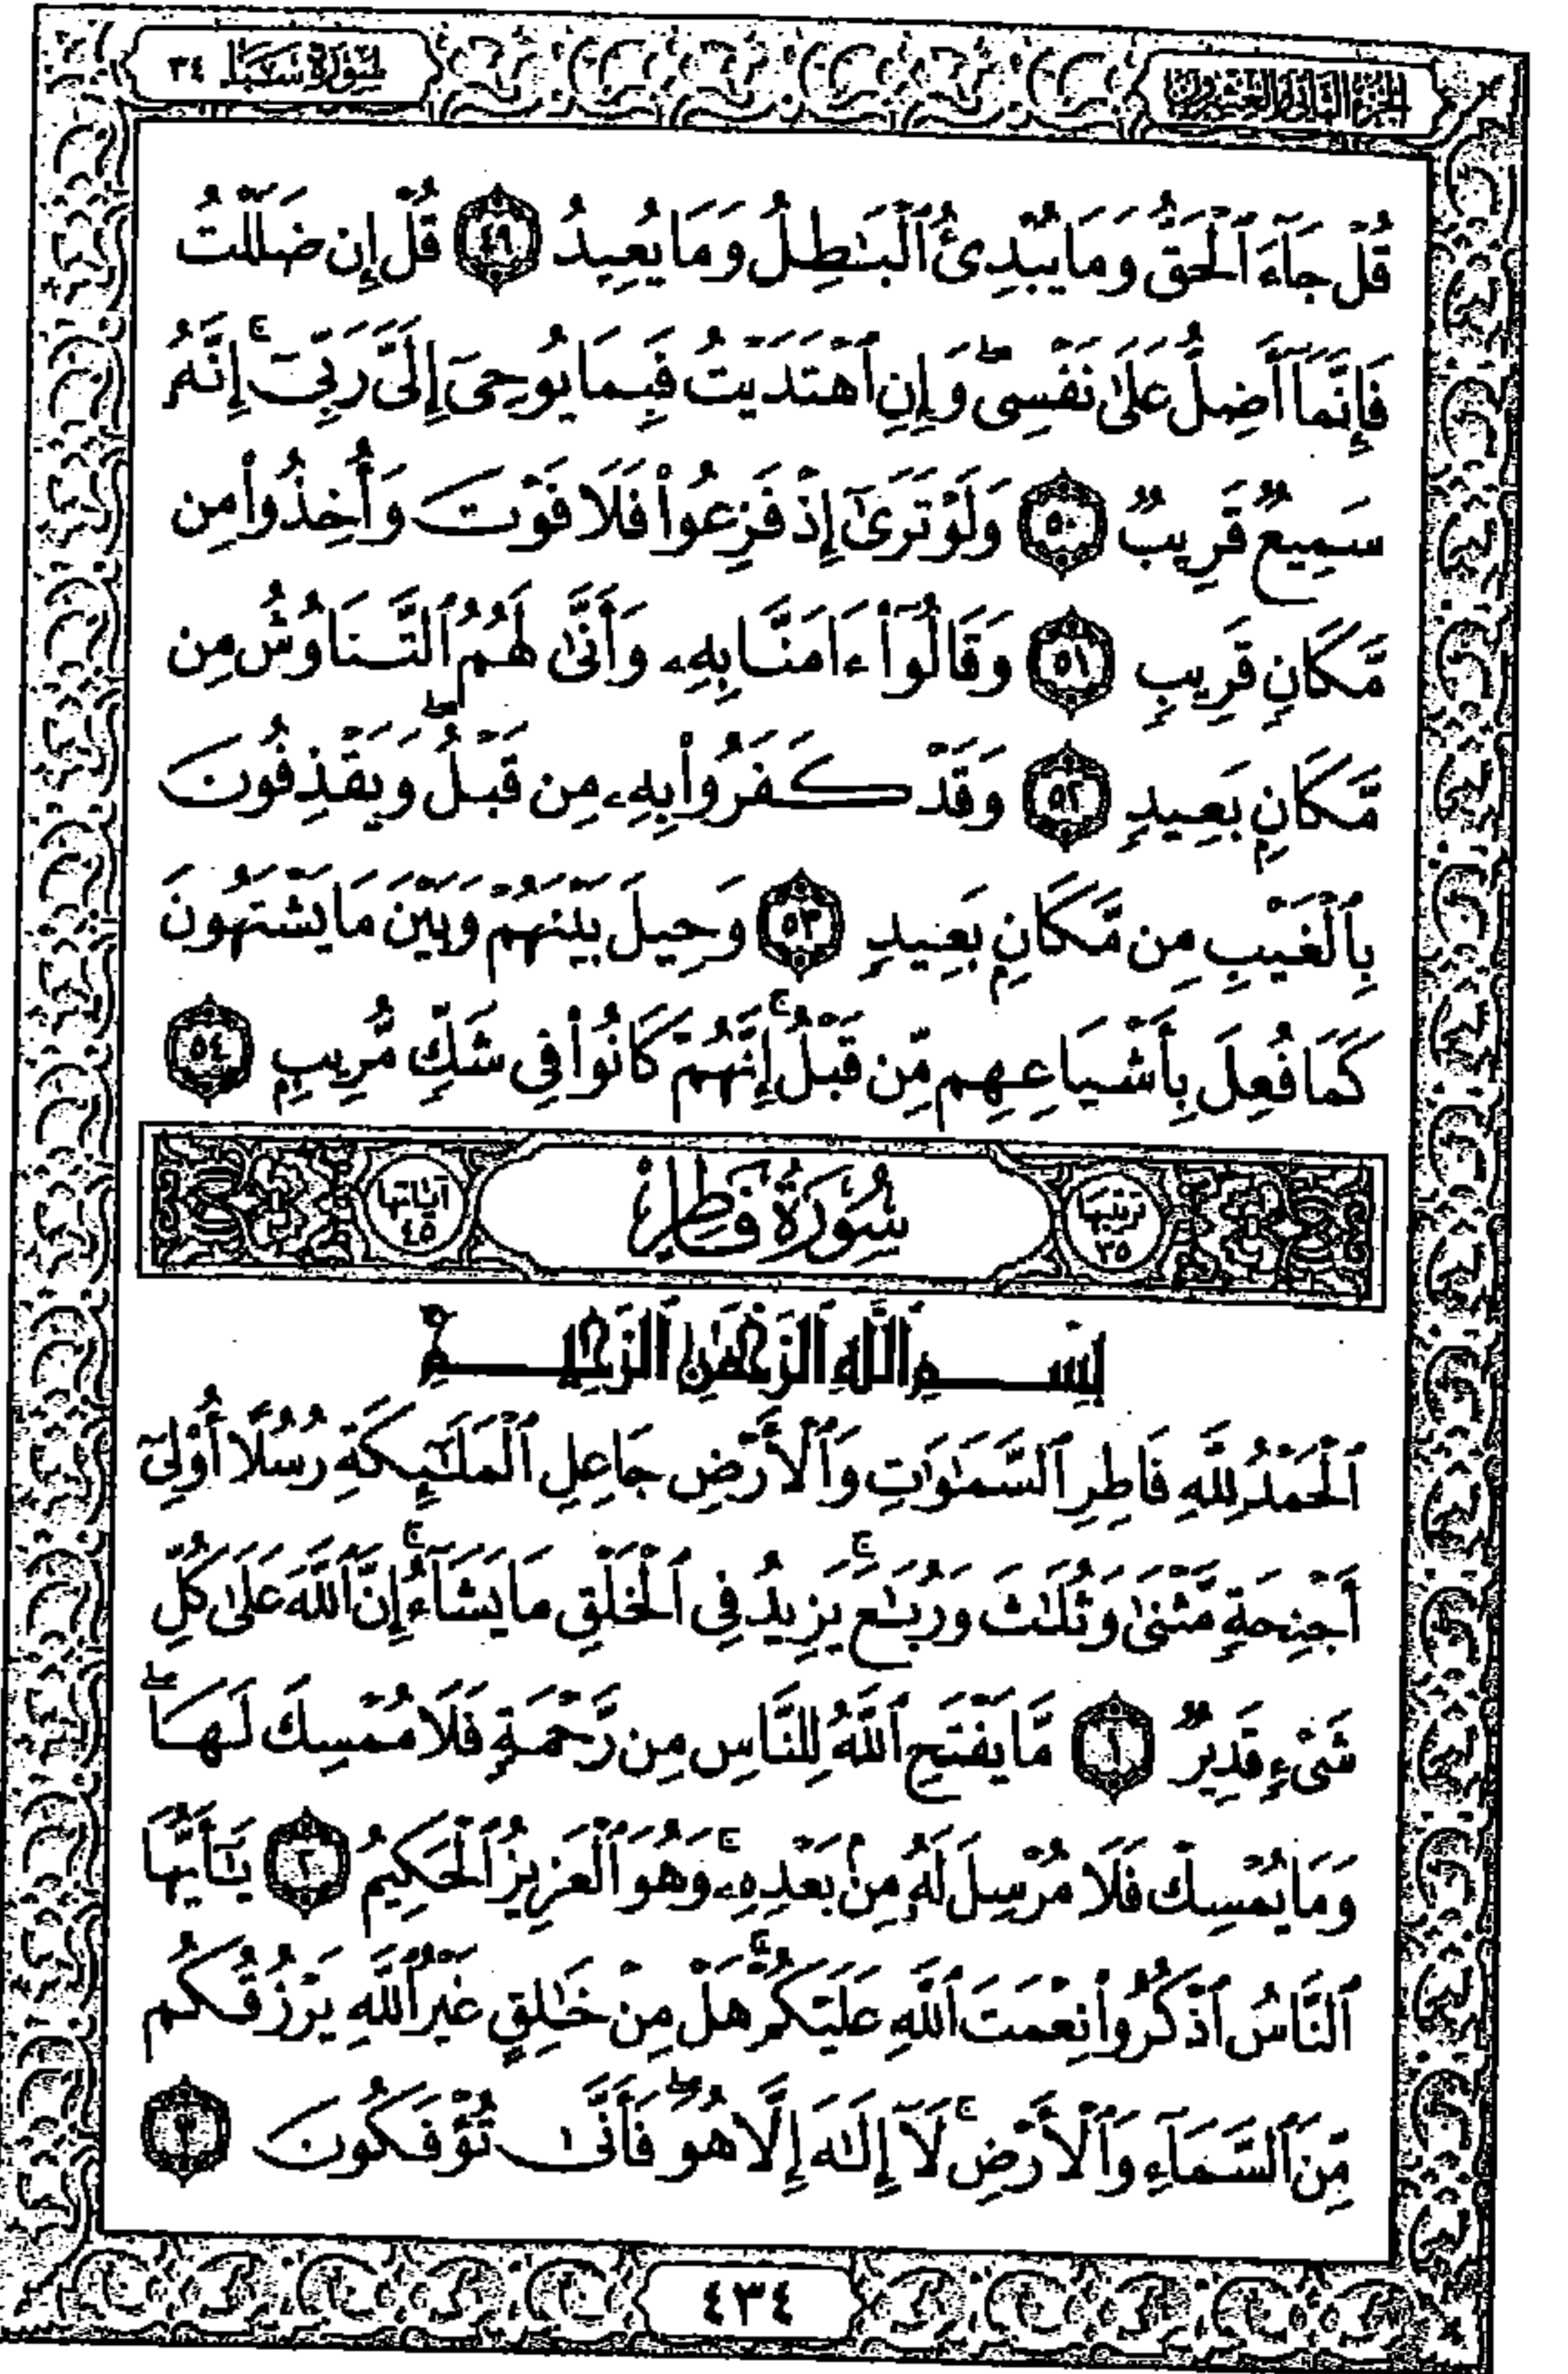 الجزء الثاني والعشرون
سورة سبأ ٣٤
قُلْ جَآءَ ٱلْحَقُّ وَمَا يُبْدِئُ ٱلْبَـٰطِلُ وَمَا يُعِيدُ ٤٩ قُلْ إِن ضَلَلْتُ
فَإِنَّمَآ أَضِلُّ عَلَىٰ نَفْسِى ۖ وَإِنِ ٱهْتَدَيْتُ فَبِمَا يُوحِىٓ إِلَىَّ رَبِّىٓ ۚ إِنَّهُۥ
سَمِيعٌ قَرِيبٌ ٥٠ وَلَوْ تَرَىٰٓ إِذْ فَزِعُوا۟ فَلَا فَوْتَ وَأُخِذُوا۟ مِن
مَّكَانٍ قَرِيبٍ ٥١ وَقَالُوٓا۟ ءَامَنَّا بِهِۦ وَأَنَّىٰ لَهُمُ ٱلتَّنَاوُشُ مِن
مَّكَانٍۭ بَعِيدٍ ٥٢ وَقَدْ كَفَرُوا۟ بِهِۦ مِن قَبْلُ ۖ وَيَقْذِفُونَ
بِٱلْغَيْبِ مِن مَّكَانٍۭ بَعِيدٍ ٥٣ وَحِيلَ بَيْنَهُمْ وَبَيْنَ مَا يَشْتَهُونَ
كَمَا فُعِلَ بِأَشْيَاعِهِم مِّن قَبْلُ ۚ إِنَّهُمْ كَانُوا۟ فِى شَكٍّ مُّرِيبٍۭ ٥٤
ترتيبها ٣٥ سُورَةُ فَاطِرٍ آياتها ٤٥
بِسْمِ ٱللَّهِ ٱلرَّحْمَـٰنِ ٱلرَّحِيمِ
ٱلْحَمْدُ لِلَّهِ فَاطِرِ ٱلسَّمَـٰوَٰتِ وَٱلْأَرْضِ جَاعِلِ ٱلْمَلَـٰٓئِكَةِ رُسُلًا أُو۟لِىٓ
أَجْنِحَةٍ مَّثْنَىٰ وَثُلَـٰثَ وَرُبَـٰعَ ۚ يَزِيدُ فِى ٱلْخَلْقِ مَا يَشَآءُ ۚ إِنَّ ٱللَّهَ عَلَىٰ كُلِّ
شَىْءٍ قَدِيرٌ ١ مَّا يَفْتَحِ ٱللَّهُ لِلنَّاسِ مِن رَّحْمَةٍ فَلَا مُمْسِكَ لَهَا ۖ
وَمَا يُمْسِكْ فَلَا مُرْسِلَ لَهُۥ مِنۢ بَعْدِهِۦ ۚ وَهُوَ ٱلْعَزِيزُ ٱلْحَكِيمُ ٢ يَـٰٓأَيُّهَا
ٱلنَّاسُ ٱذْكُرُوا۟ نِعْمَتَ ٱللَّهِ عَلَيْكُمْ ۚ هَلْ مِنْ خَـٰلِقٍ غَيْرُ ٱللَّهِ يَرْزُقُكُم
مِّنَ ٱلسَّمَآءِ وَٱلْأَرْضِ ۚ لَآ إِلَـٰهَ إِلَّا هُوَ ۖ فَأَنَّىٰ تُؤْفَكُونَ ٣
٤٣٤